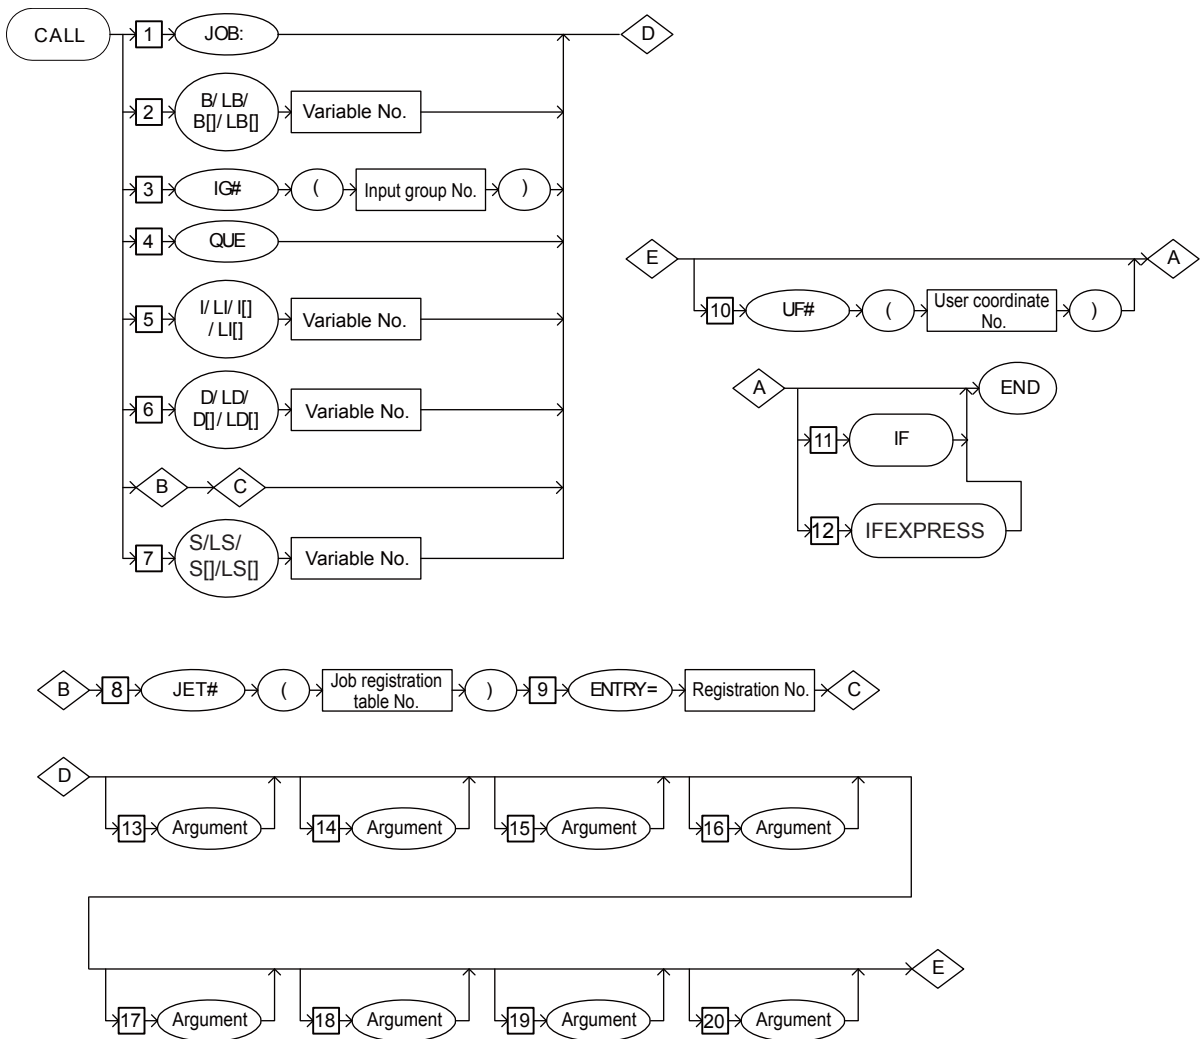 CALL
1 JOB: D
2 B/ LB/
B[]/ LB[] Variable No.
3 IG# ( Input group No. )
4 QUE
5 I/ LI/ I[]
/ LI[] Variable No.
6 D/ LD/
D[]/ LD[] Variable No.
B C
7 S/LS/
S[]/LS[] Variable No.
E A
10 UF# ( User coordinate
No. )
A END
11 IF
12 IFEXPRESS
B 8 JET# ( Job registration
table No. ) 9 ENTRY= Registration No. C
D
13 Argument 14 Argument 15 Argument 16 Argument
E
17 Argument 18 Argument 19 Argument 20 Argument